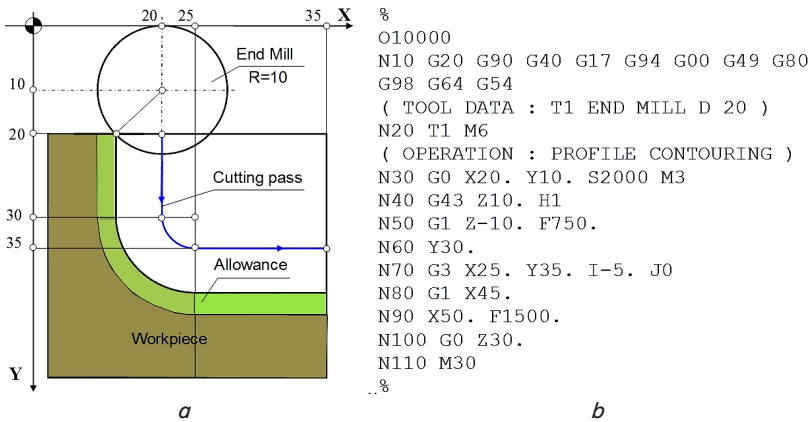 20 25 35 X
End Mill
R=10
10
20
Cutting pass
30
35
Allowance
Workpiece
Y
a
%
O10000
N10 G20 G90 G40 G17 G94 G00 G49 G80
G98 G64 G54
( TOOL DATA : T1 END MILL D 20 )
N20 T1 M6
( OPERATION : PROFILE CONTOURING )
N30 G0 X20. Y10. S2000 M3
N40 G43 Z10. H1
N50 G1 Z-10. F750.
N60 Y30.
N70 G3 X25. Y35. I-5. J0
N80 G1 X45.
N90 X50. F1500.
N100 G0 Z30.
N110 M30
..%
b